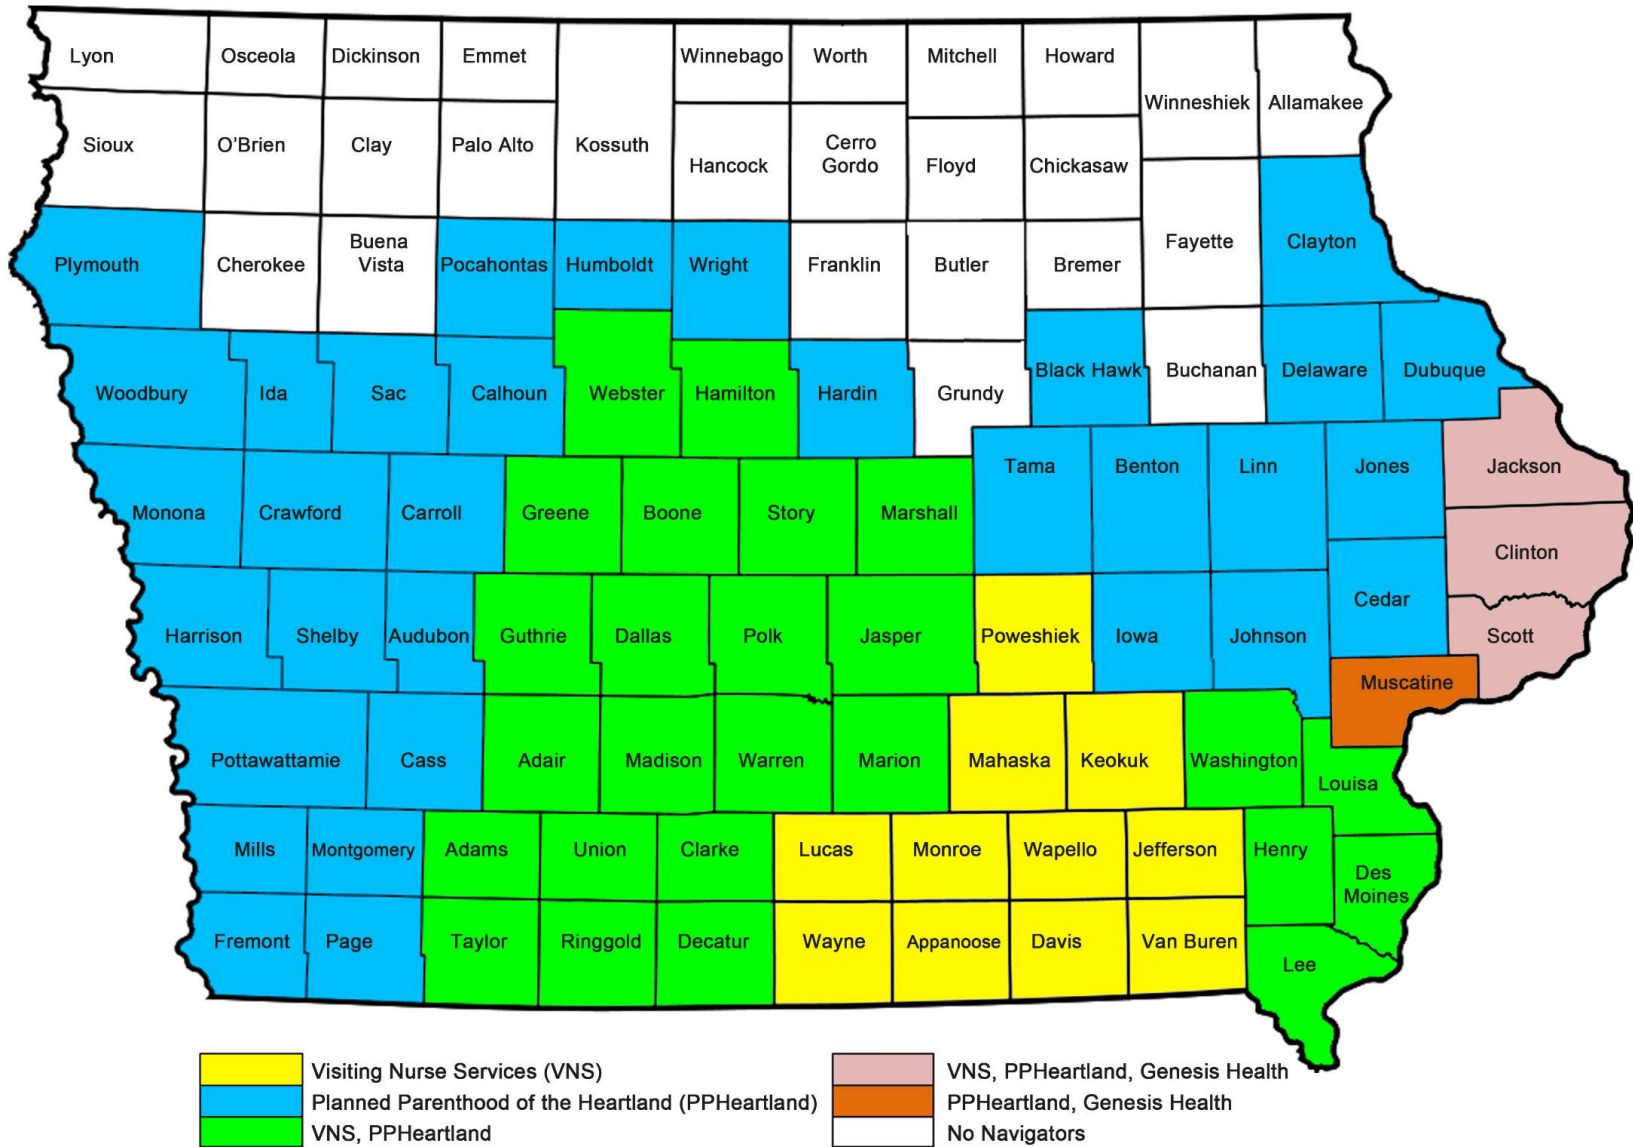 Lyon
Osceola
Dickinson
Emmet
Winnebago
Worth
Mitchell
Howard
Winneshiek
Allamakee
Sioux
O'Brien
Clay
Palo Alto
Kossuth
Hancock
Cerro
Gordo
Floyd
Chickasaw
Plymouth
Cherokee
Buena
Vista
Pocahontas
Humboldt
Wright
Franklin
Butler
Bremer
Fayette
Clayton
Woodbury
Ida
Sac
Calhoun
Webster
Hamilton
Hardin
Grundy
Black Hawk
Buchanan
Delaware
Dubuque
Monona
Crawford
Carroll
Greene
Boone
Story
Marshall
Tama
Benton
Linn
Jones
Jackson
Clinton
Harrison
Shelby
Audubon
Guthrie
Dallas
Polk
Jasper
Poweshiek
Iowa
Johnson
Cedar
Scott
Muscatine
Pottawattamie
Cass
Adair
Madison
Warren
Marion
Mahaska
Keokuk
Washington
Louisa
Mills
Montgomery
Adams
Union
Clarke
Lucas
Monroe
Wapello
Jefferson
Henry
Des
Moines
Fremont
Page
Taylor
Ringgold
Decatur
Wayne
Appanoose
Davis
Van Buren
Lee
Visiting Nurse Services (VNS)
Planned Parenthood of the Heartland (PPHeartland)
VNS, PPHeartland
VNS, PPHeartland, Genesis Health
PPHeartland, Genesis Health
No Navigators